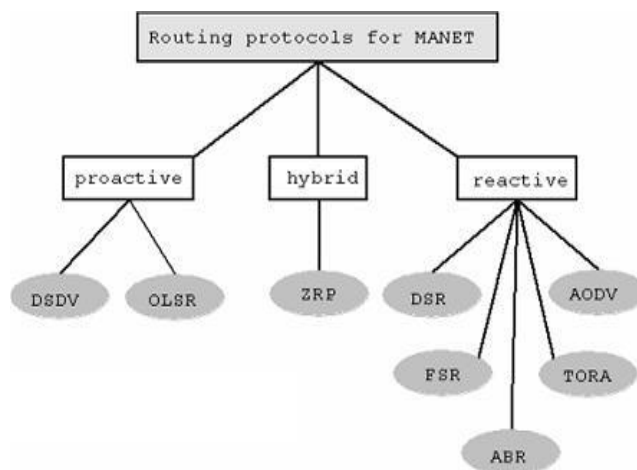 Routing protocols for MANET
proactive
hybrid
reactive
DSDV
OLSR
ZRP
DSR
AODV
FSR
TORA
ABR